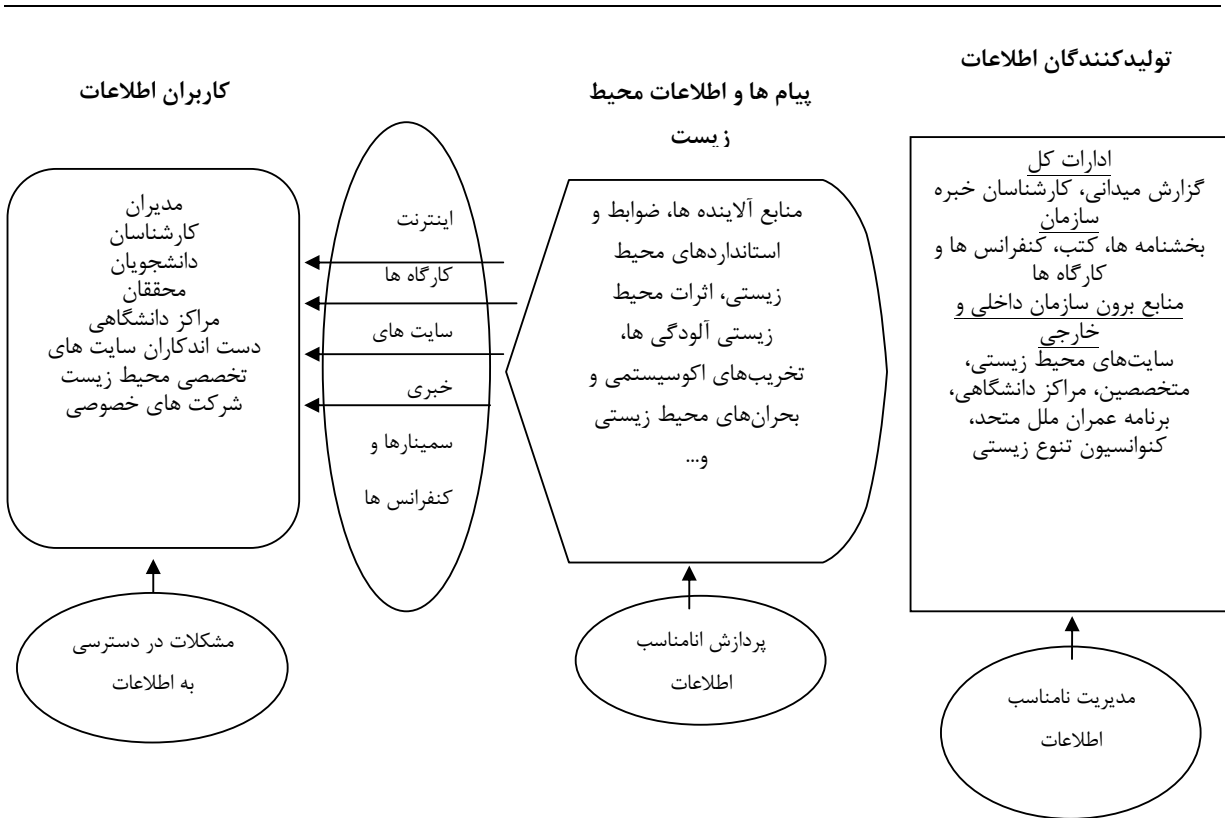 تولیدکنندگان اطلاعات
ادارات کل
گزارش میدانی، کارشناسان خبره
سازمان
بخشنامه ها، کتب، کنفرانس ها و
کارگاه ها
منابع برون سازمان داخلی و
خارجی
سایت‌های محیط زیستی،
متخصصین، مراکز دانشگاهی،
برنامه عمران ملل متحد،
کنوانسیون تنوع زیستی
مدیریت نامناسب
اطلاعات
پیام ها و اطلاعات محیط
زیست
منابع آلاینده ها، ضوابط و
استانداردهای محیط
زیستی، اثرات محیط
زیستی آلودگی ها،
تخریب‌های اکوسیستمی و
بحران‌های محیط زیستی
و...
پردازش انامناسب
اطلاعات
اینترنت
کارگاه ها
سایت های
خبری
سمینارها و
کنفرانس ها
کاربران اطلاعات
مدیران
کارشناسان
دانشجویان
محققان
مراکز دانشگاهی
دست اندکاران سایت های
تخصصی محیط زیست
شرکت های خصوصی
مشکلات در دسترسی
به اطلاعات